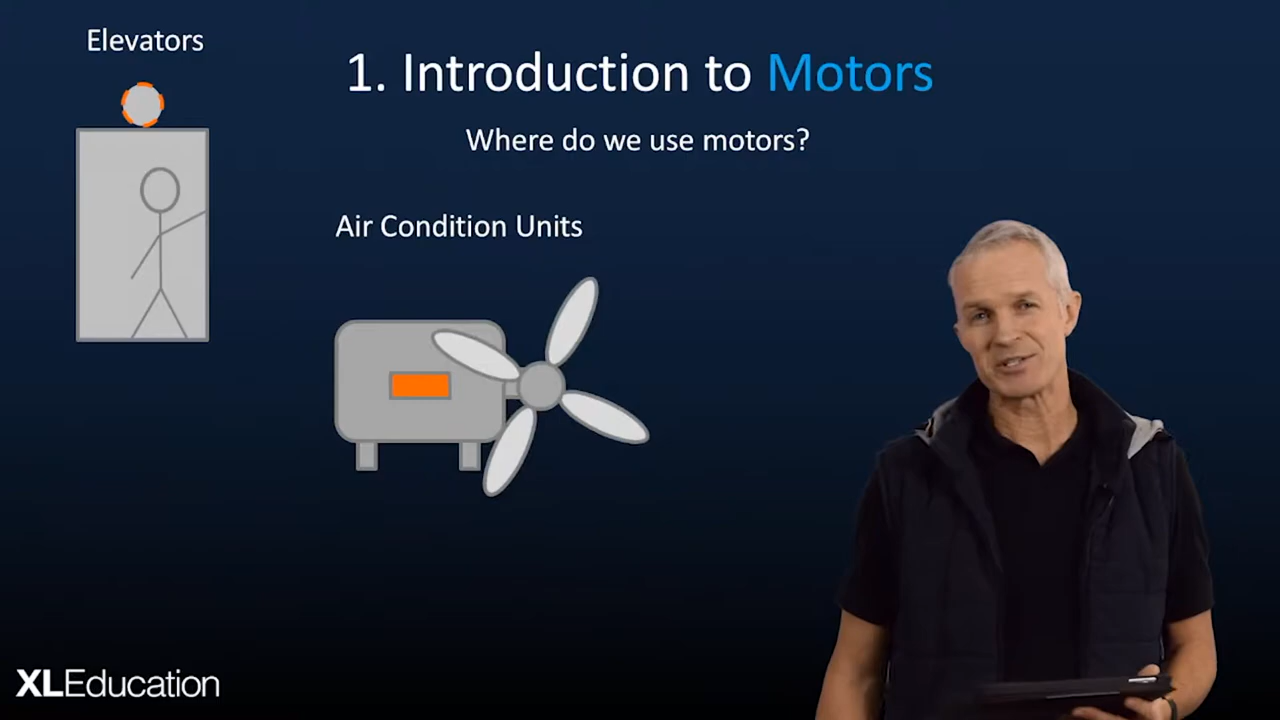 Elevators
1. Introduction to Motors
Where do we use motors?
Air Condition Units
XLEducation